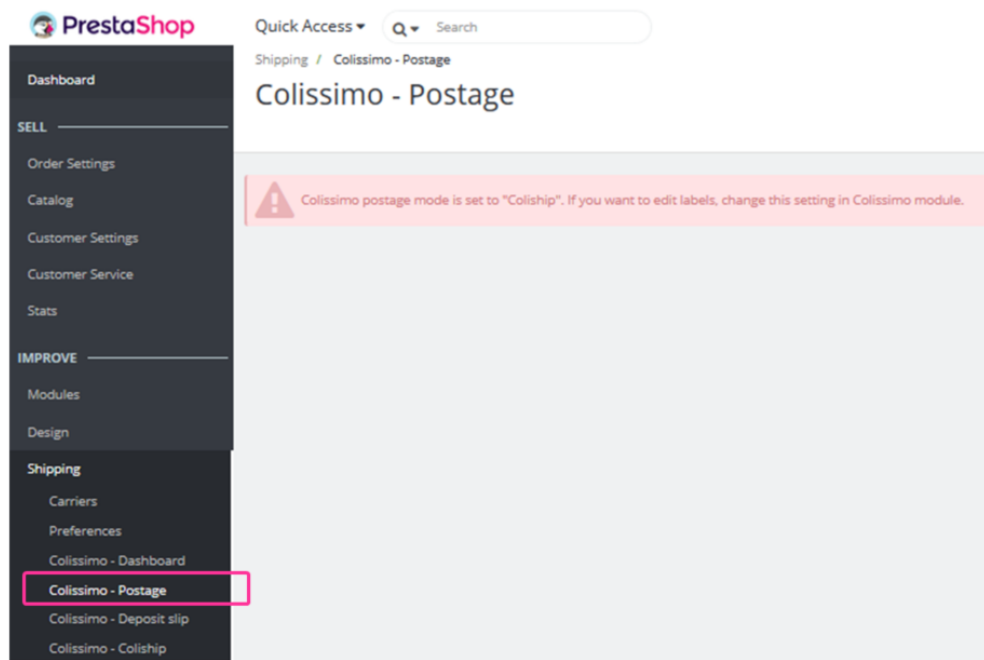 PrestaShop
Quick Access
Search
Shipping / Colissimo - Postage
Colissimo - Postage
Dashboard
SELL
Order Settings
Catalog
Customer Settings
Customer Service
Stats
IMPROVE
Modules
Design
Shipping
Carriers
Preferences
Colissimo - Dashboard
Colissimo - Postage
Colissimo - Deposit slip
Colissimo - Coliship
Colissimo postage mode is set to "Coliship". If you want to edit labels, change this setting in Colissimo module.